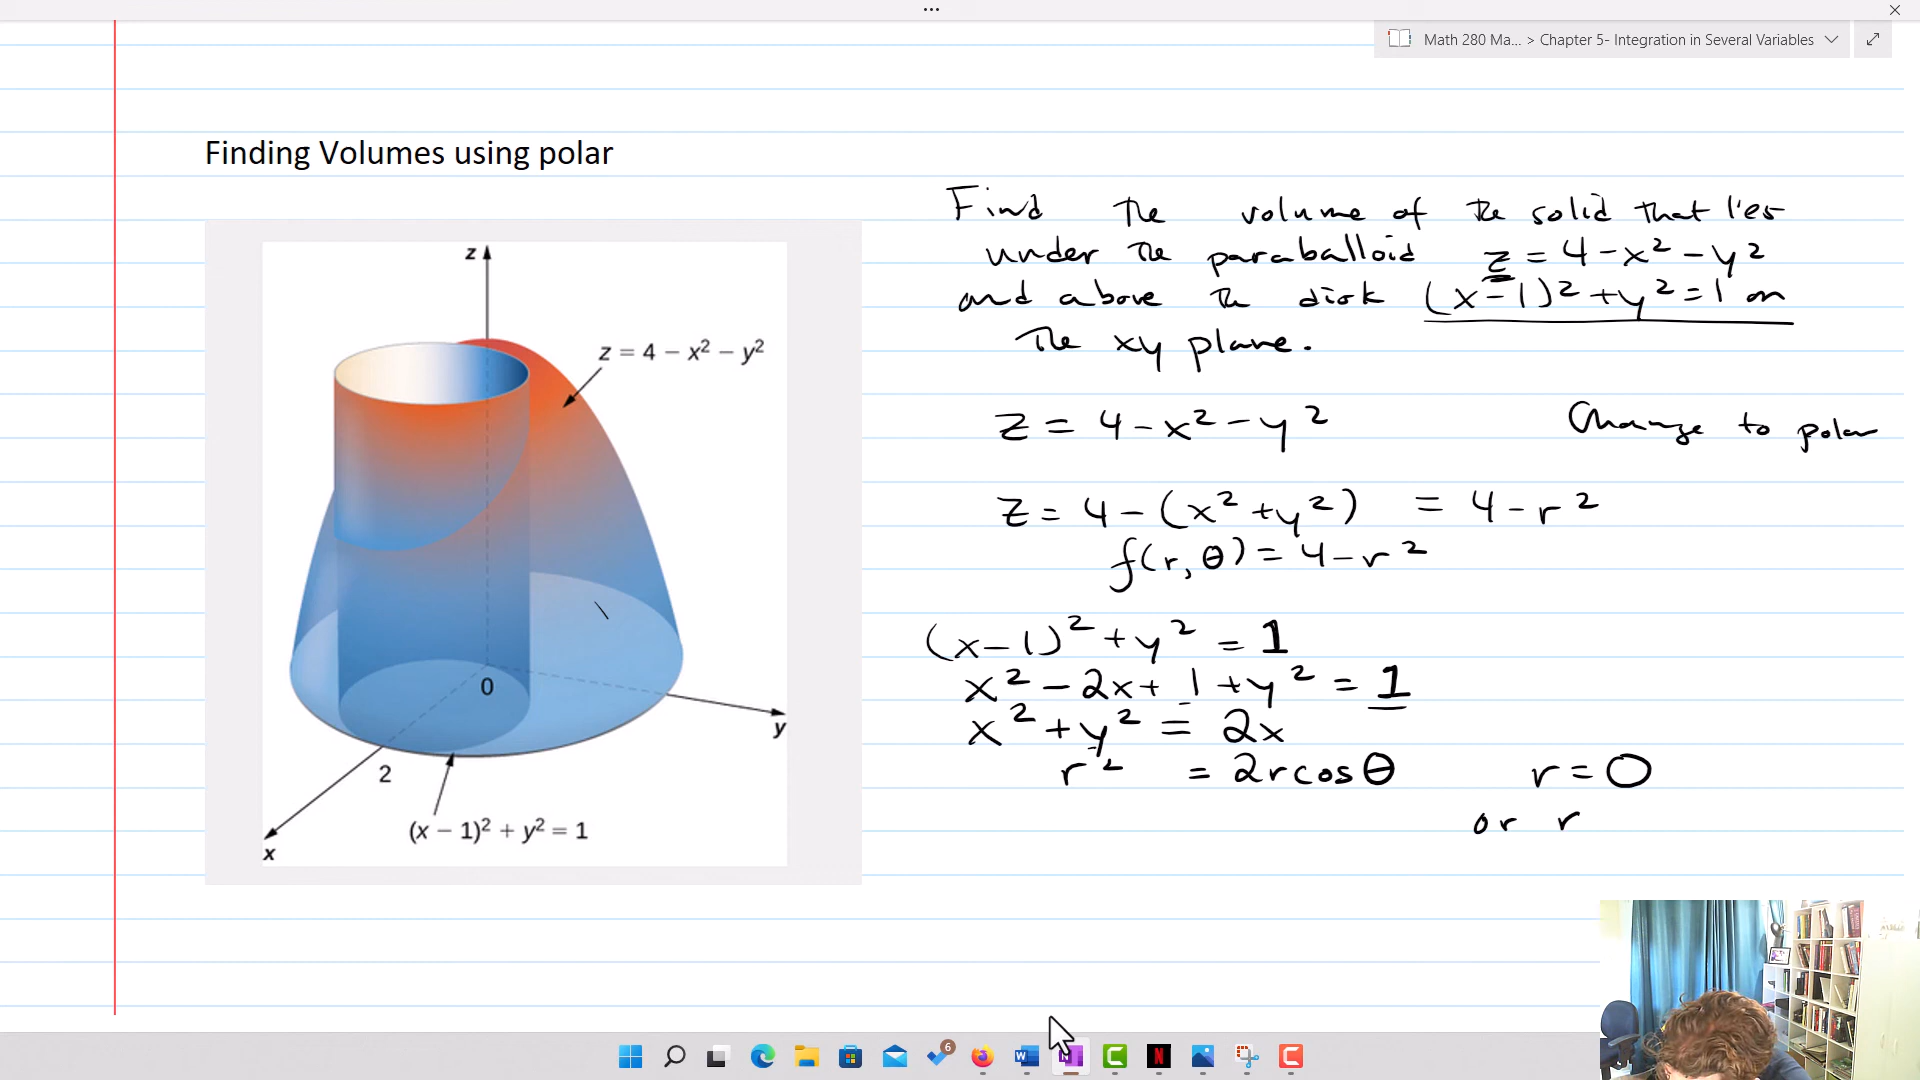 Math 280 Ma... > Chapter 5- Integration in Several Variables
Finding Volumes using polar
z
z = 4 − x² − y²
0
y
2
x
(x − 1)² + y² = 1
Find the volume of the solid that lies
under the paraballoid z = 4 - x² - y²
and above the disk (x-1)² + y² = 1 on
the xy plane.
z = 4 - x² - y² Change to polar
z = 4 - (x² + y²) = 4 - r²
f(r, θ) = 4 - r²
(x-1)² + y² = 1
x² - 2x + 1 + y² = 1
x² + y² = 2x
r² = 2r cos θ r = 0
or r
6